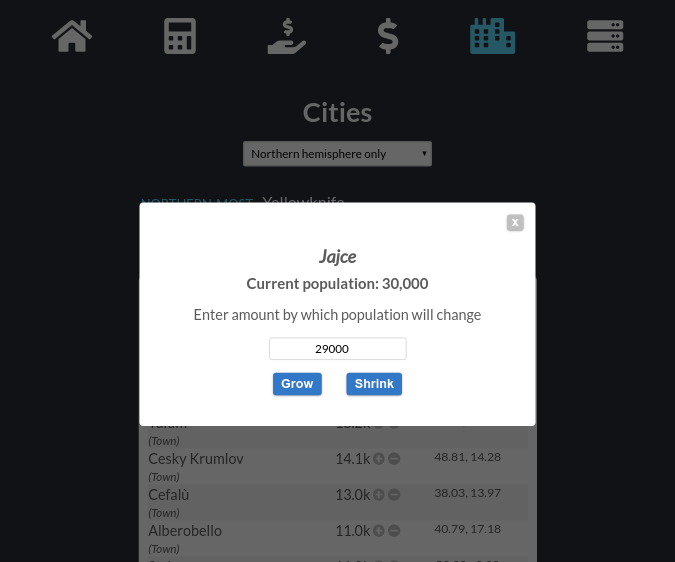 Cities
Northern hemisphere only
NORTHERN-MOST Yellowknife
X
Jajce
Current population: 30,000
Enter amount by which population will change
29000
Grow Shrink
(Town)
Cesky Krumlov 14.1k 48.81, 14.28
(Town)
Cefalù 13.0k 38.03, 13.97
(Town)
Alberobello 11.0k 40.79, 17.18
(Town)